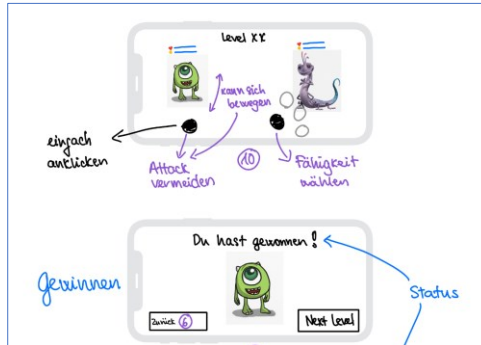 Level XX
kann sich
bewegen
einfach
anklicken
Attack
vermeiden
10
Fähigkeit
wählen
Du hast gewonnen!
Gewinnen
Status
Zurück 6
Next Level